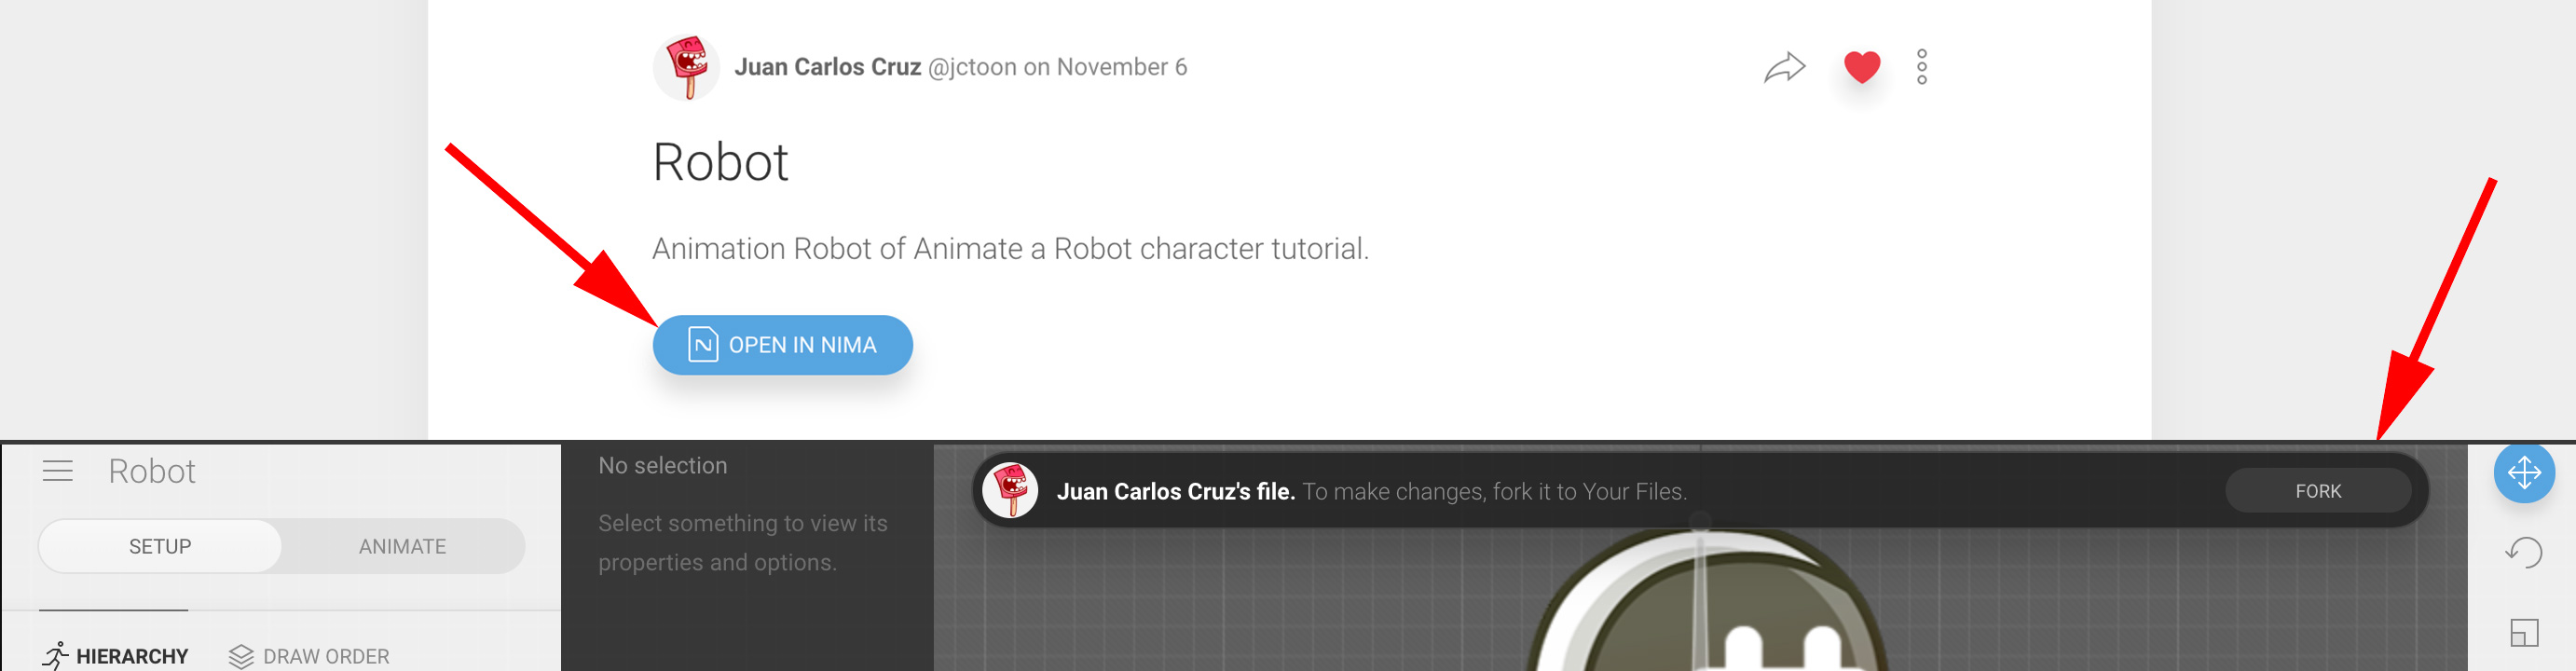 Juan Carlos Cruz @jctoon on November 6
Robot
Animation Robot of Animate a Robot character tutorial.
N OPEN IN NIMA
Robot
SETUP
ANIMATE
HIERARCHY
DRAW ORDER
No selection
Select something to view its
properties and options.
Juan Carlos Cruz's file. To make changes, fork it to Your Files.
FORK